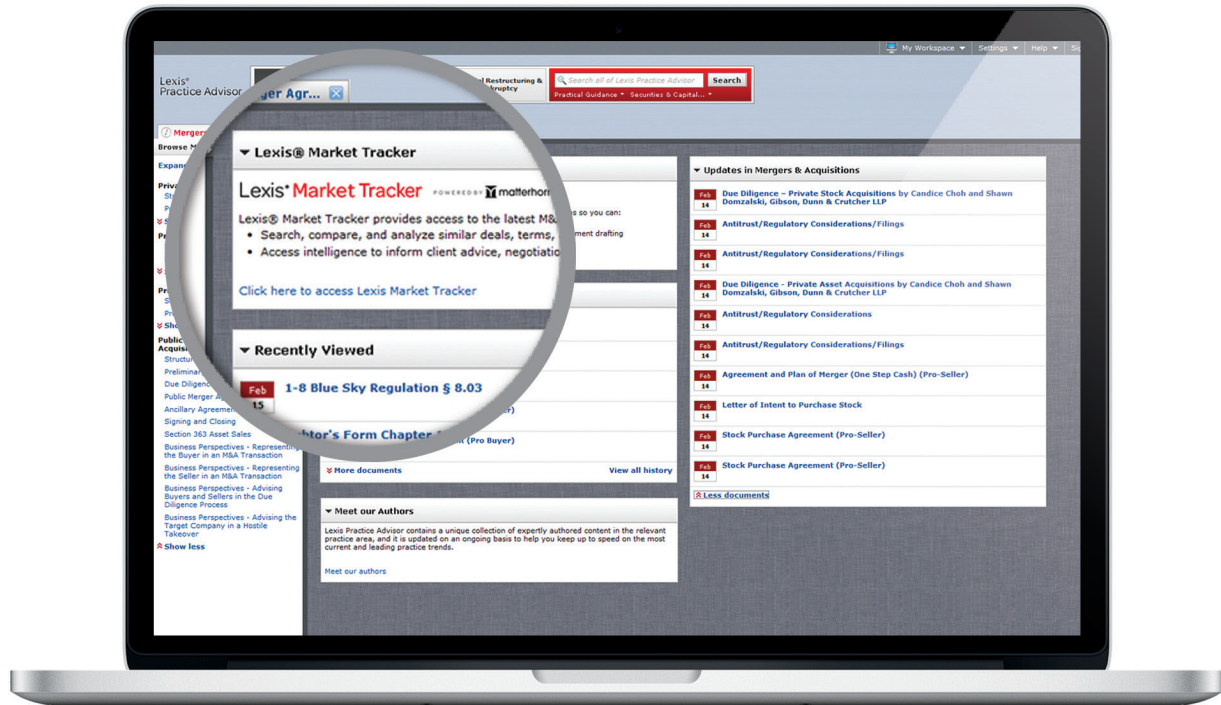 My Workspace Settings Help
Lexis®
Practice Advisor
Restructuring &
Search all of Lexis Practice Advisor Search
Practical Guidance Securities & Capital...
Agr...
Mergers
Browse
▼ Lexis® Market Tracker
Lexis® Market Tracker POWERED BY matterhorn
Lexis® Market Tracker provides access to the latest
• Search, compare, and analyze similar deals, terms,
• Access intelligence to inform client advice,
Click here to access Lexis Market Tracker
so you can:
drafting
▼ Recently Viewed
Feb 15 1-8 Blue Sky Regulation § 8.03
Form Chapter
(Pro Buyer)
More documents View all history
Public
Preliminary
Due Diligence
Public Merger
Ancillary Agreements
Signing and Closing
Section 363 Asset Sales
Business Perspectives - Representing
the Buyer in an M&A Transaction
Business Perspectives - Representing
the Seller in an M&A Transaction
Business Perspectives - Advising
Buyers and Sellers in the Due
Diligence Process
Business Perspectives - Advising the
Target Company in a Hostile
Takeover
Show less
▼ Meet our Authors
Lexis Practice Advisor contains a unique collection of expertly authored content in the relevant
practice area, and it is updated on an ongoing basis to help you keep up to speed on the most
current and leading practice trends.
Meet our authors
▼ Updates in Mergers & Acquisitions
Feb 14 Due Diligence – Private Stock Acquisitions by Candice Choh and Shawn
Domzalski, Gibson, Dunn & Crutcher LLP
Feb 14 Antitrust/Regulatory Considerations/Filings
Feb 14 Antitrust/Regulatory Considerations/Filings
Feb 14 Due Diligence - Private Asset Acquisitions by Candice Choh and Shawn
Domzalski, Gibson, Dunn & Crutcher LLP
Feb 14 Antitrust/Regulatory Considerations
Feb 14 Antitrust/Regulatory Considerations/Filings
Feb 14 Agreement and Plan of Merger (One Step Cash) (Pro-Seller)
Feb 14 Letter of Intent to Purchase Stock
Feb 14 Stock Purchase Agreement (Pro-Seller)
Feb 14 Stock Purchase Agreement (Pro-Seller)
Less documents